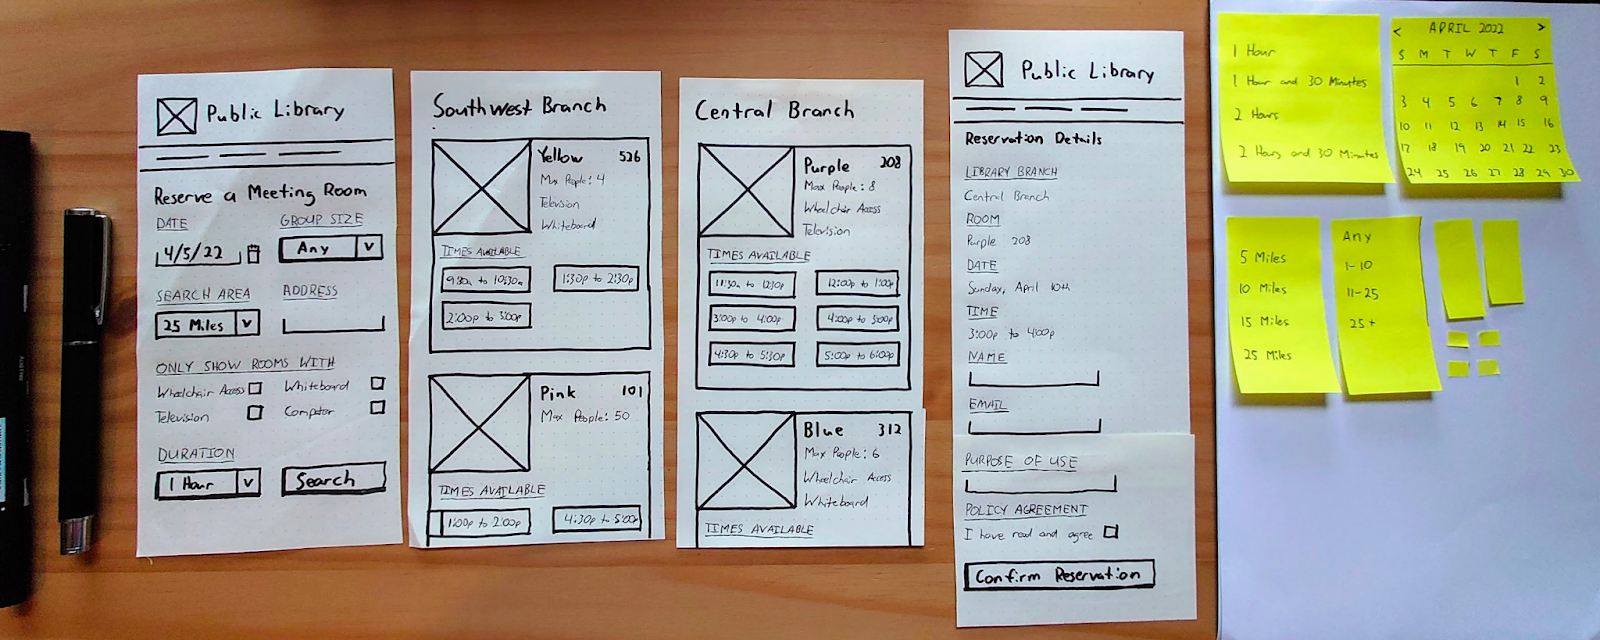 Public Library
Reserve a Meeting Room
DATE
GROUP SIZE
4/5/22
Any
V
SEARCH AREA
ADDRESS
25 Miles
V
ONLY SHOW ROOMS WITH
Wheelchair Access
Whiteboard
Television
Computer
DURATION
1 Hour
V
Search
Southwest Branch
Yellow 526
Max People: 4
Television
Whiteboard
TIMES AVAILABLE
9:30a to 10:30a
1:30p to 2:30p
2:00p to 3:00p
Pink 101
Max People: 50
TIMES AVAILABLE
1:00p to 2:00p
4:30p to 5:00p
Central Branch
Purple 208
Max People: 8
Wheelchair Access
Television
TIMES AVAILABLE
11:30a to 12:30p
12:00p to 1:00p
3:00p to 4:00p
4:00p to 5:00p
4:30p to 5:30p
5:00p to 6:00p
Blue 312
Max People: 6
Wheelchair Access
Whiteboard
TIMES AVAILABLE
Public Library
Reservation Details
LIBRARY BRANCH
Central Branch
ROOM
Purple 208
DATE
Sunday, April 10th
TIME
3:00p to 4:00p
NAME
EMAIL
PURPOSE OF USE
POLICY AGREEMENT
I have read and agree
Confirm Reservation
1 Hour
1 Hour and 30 Minutes
2 Hours
2 Hours and 30 Minutes
< APRIL 2022 >
S M T W T F S
1 2
3 4 5 6 7 8 9
10 11 12 13 14 15 16
17 18 19 20 21 22 23
24 25 26 27 28 29 30
5 Miles
10 Miles
15 Miles
25 Miles
Any
1-10
11-25
25+